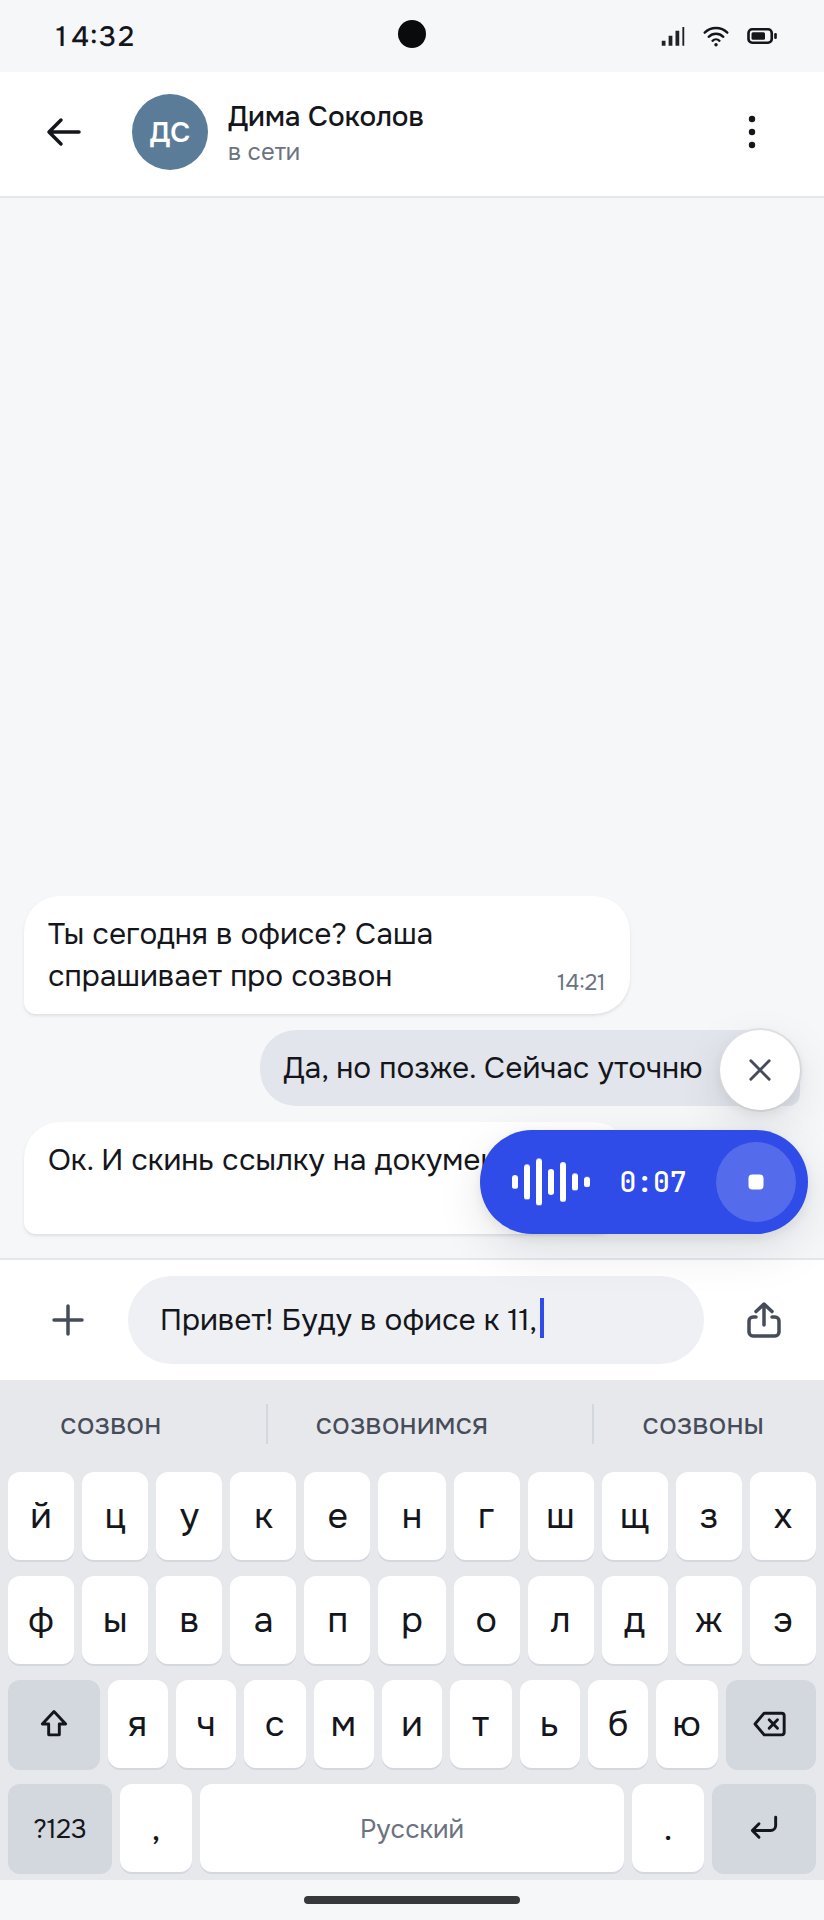 14:32
ДС
Дима Соколов
в сети
Ты сегодня в офисе? Саша
спрашивает про созвон
14:21
Да, но позже. Сейчас уточню
Ок. И скинь ссылку на
0:07
Привет! Буду в офисе к 11,
созвон
созвонимся
созвоны
й ц у к е н г ш щ з х
ф ы в а п р о л д ж э
я ч с м и т ь б ю
?123 , Русский .